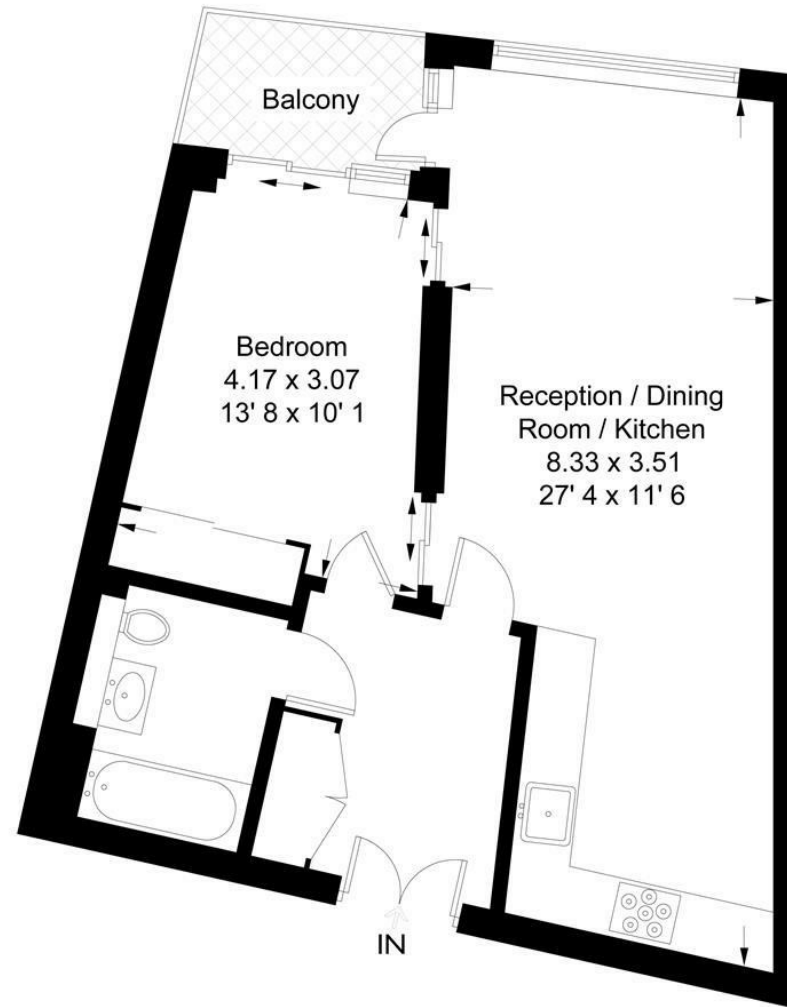 Balcony
Bedroom
4.17 x 3.07
13' 8 x 10' 1
Reception / Dining
Room / Kitchen
8.33 x 3.51
27' 4 x 11' 6
IN